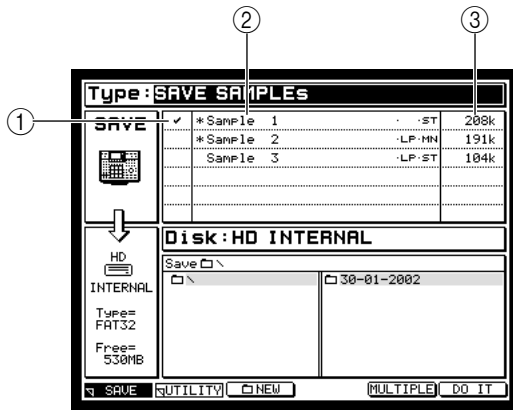 ② ③
①
Type:SAVE SAMPLEs
SAVE
✓ *Sample 1 · ·ST 208k
*Sample 2 ·LP·MN 191k
Sample 3 ·LP·ST 104k
Disk:HD INTERNAL
HD
INTERNAL
Type=
FAT32
Free=
530MB
Save \
\ 30-01-2002
SAVE UTILITY NEW MULTIPLE DO IT